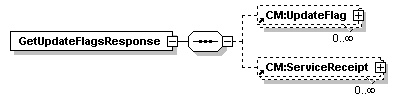 CM:UpdateFlag
0..∞
GetUpdateFlagsResponse
CM:ServiceReceipt
0..∞